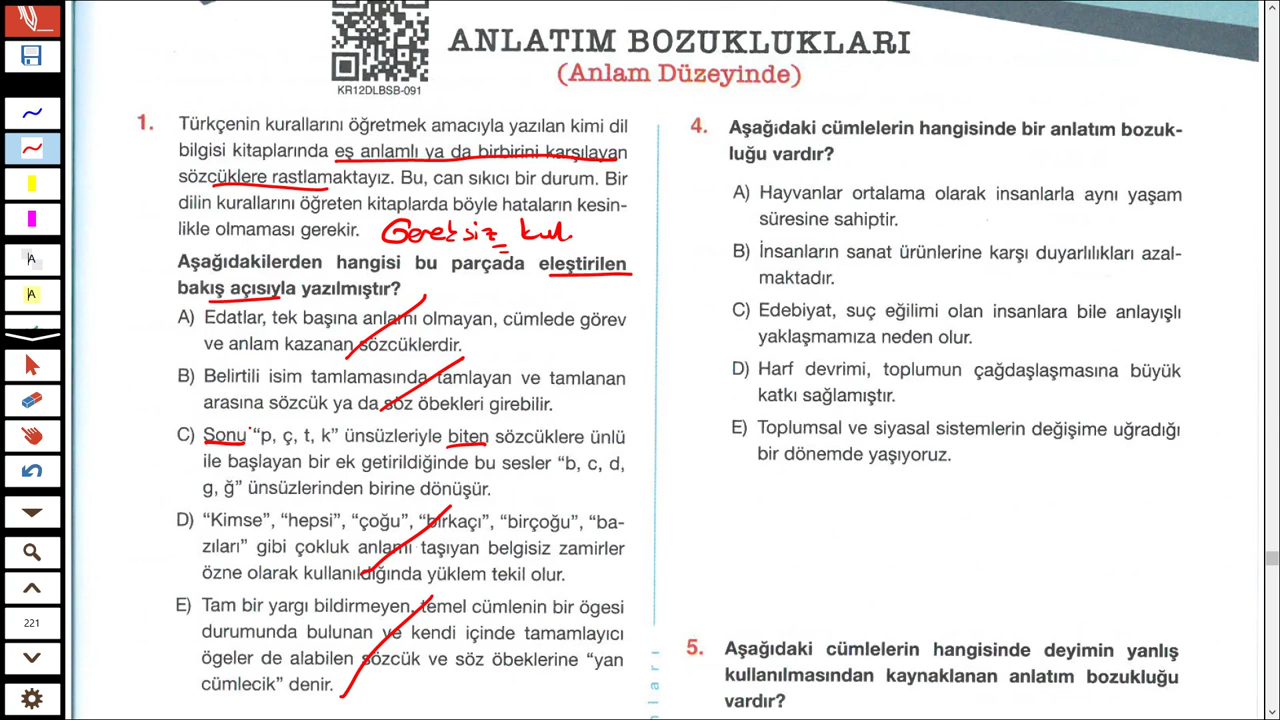 KR12DLBSB-091
ANLATIM BOZUKLUKLARI
(Anlam Düzeyinde)
1. Türkçenin kurallarını öğretmek amacıyla yazılan kimi dil
bilgisi kitaplarında eş anlamlı ya da birbirini karşılayan
sözcüklere rastlamaktayız. Bu, can sıkıcı bir durum. Bir
dilin kurallarını öğreten kitaplarda böyle hataların kesin-
likle olmaması gerekir. Gereksiz kul.
Aşağıdakilerden hangisi bu parçada eleştirilen
bakış açısıyla yazılmıştır?
A) Edatlar, tek başına anlamı olmayan, cümlede görev
ve anlam kazanan sözcüklerdir.
B) Belirtili isim tamlamasında tamlayan ve tamlanan
arasına sözcük ya da söz öbekleri girebilir.
C) Sonu “p, ç, t, k” ünsüzleriyle biten sözcüklere ünlü
ile başlayan bir ek getirildiğinde bu sesler “b, c, d,
g, ğ” ünsüzlerinden birine dönüşür.
D) “Kimse”, “hepsi”, “çoğu”, “birkaçı”, “birçoğu”, “ba-
zıları” gibi çokluk anlamı taşıyan belgisiz zamirler
özne olarak kullanıldığında yüklem tekil olur.
E) Tam bir yargı bildirmeyen, temel cümlenin bir ögesi
durumunda bulunan ve kendi içinde tamamlayıcı
ögeler de alabilen sözcük ve söz öbeklerine “yan
cümlecik” denir.
4. Aşağıdaki cümlelerin hangisinde bir anlatım bozuk-
luğu vardır?
A) Hayvanlar ortalama olarak insanlarla aynı yaşam
süresine sahiptir.
B) İnsanların sanat ürünlerine karşı duyarlılıkları azal-
maktadır.
C) Edebiyat, suç eğilimi olan insanlara bile anlayışlı
yaklaşmamıza neden olur.
D) Harf devrimi, toplumun çağdaşlaşmasına büyük
katkı sağlamıştır.
E) Toplumsal ve siyasal sistemlerin değişime uğradığı
bir dönemde yaşıyoruz.
5. Aşağıdaki cümlelerin hangisinde deyimin yanlış
kullanılmasından kaynaklanan anlatım bozukluğu
vardır?
A
A
221
nları